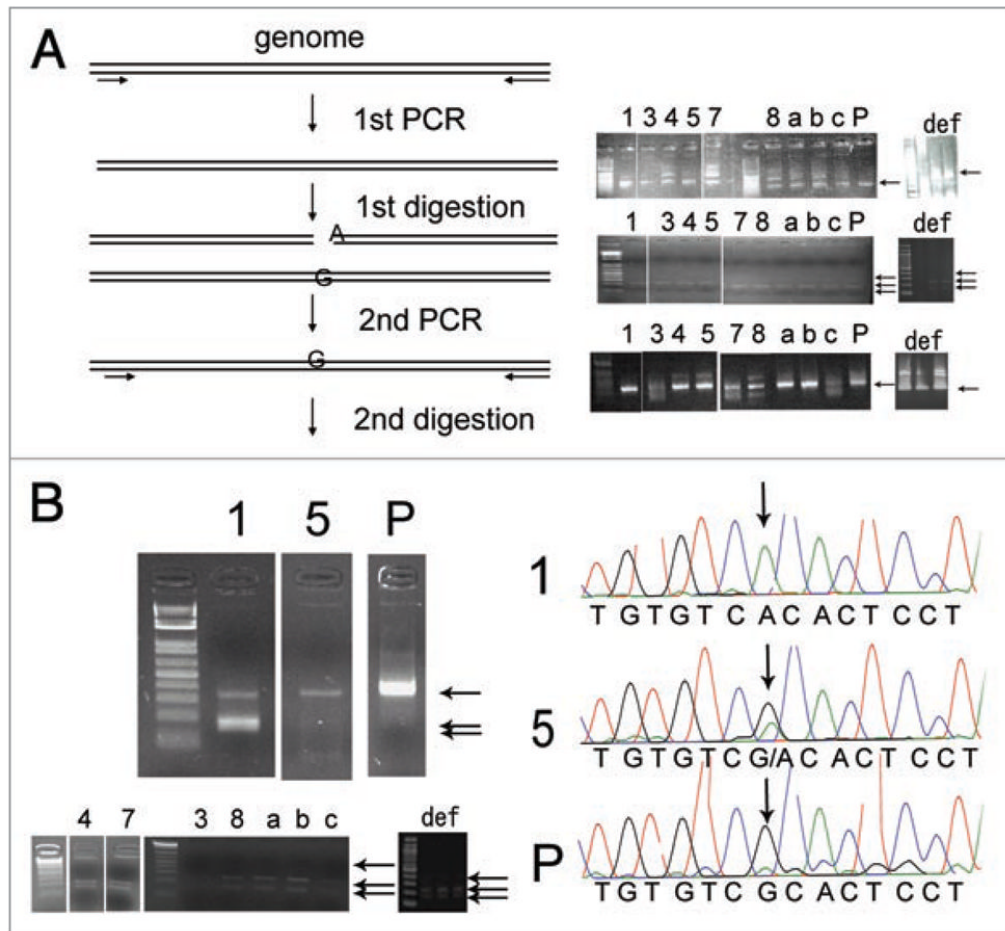 A
genome
1st PCR
1st digestion
A
G
2nd PCR
G
2nd digestion
1 3 4 5 7 8 a b c P
def
1 3 4 5 7 8 a b c P
def
1 3 4 5 7 8 a b c P
def
B
1 5 P
4 7 3 8 a b c
def
1
T G T G T C A C A C T C C T
5
T G T G T C G/A C A C T C C T
P
T G T G T C G C A C T C C T